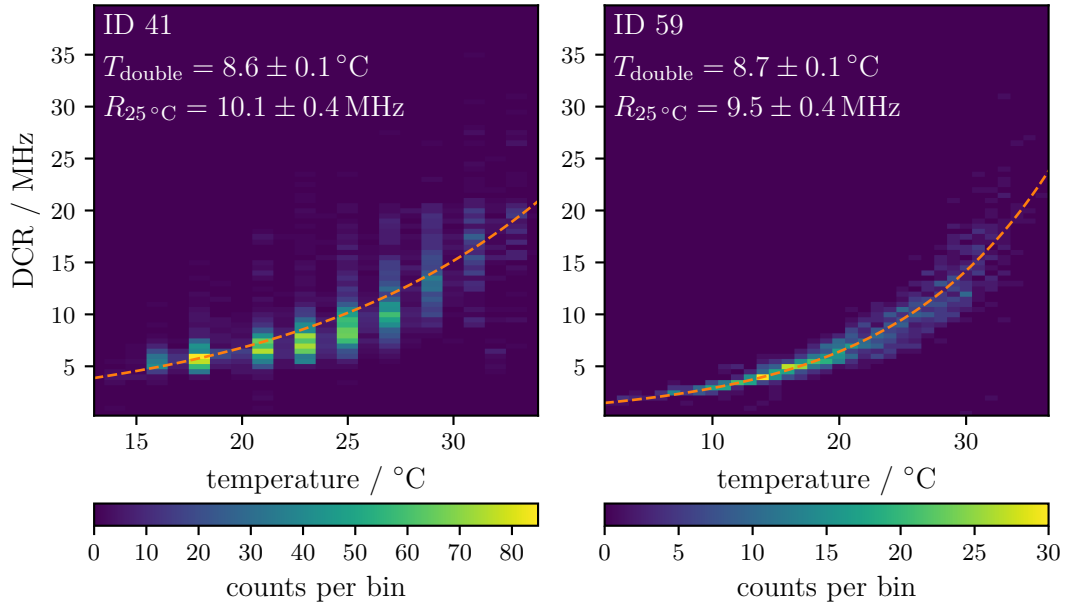 ID 41
T_double = 8.6 ± 0.1 °C
R_25 °C = 10.1 ± 0.4 MHz
DCR / MHz
35
30
25
20
15
10
5
15 20 25 30
temperature / °C
0 10 20 30 40 50 60 70 80
counts per bin
ID 59
T_double = 8.7 ± 0.1 °C
R_25 °C = 9.5 ± 0.4 MHz
35
30
25
20
15
10
5
10 20 30
temperature / °C
0 5 10 15 20 25 30
counts per bin